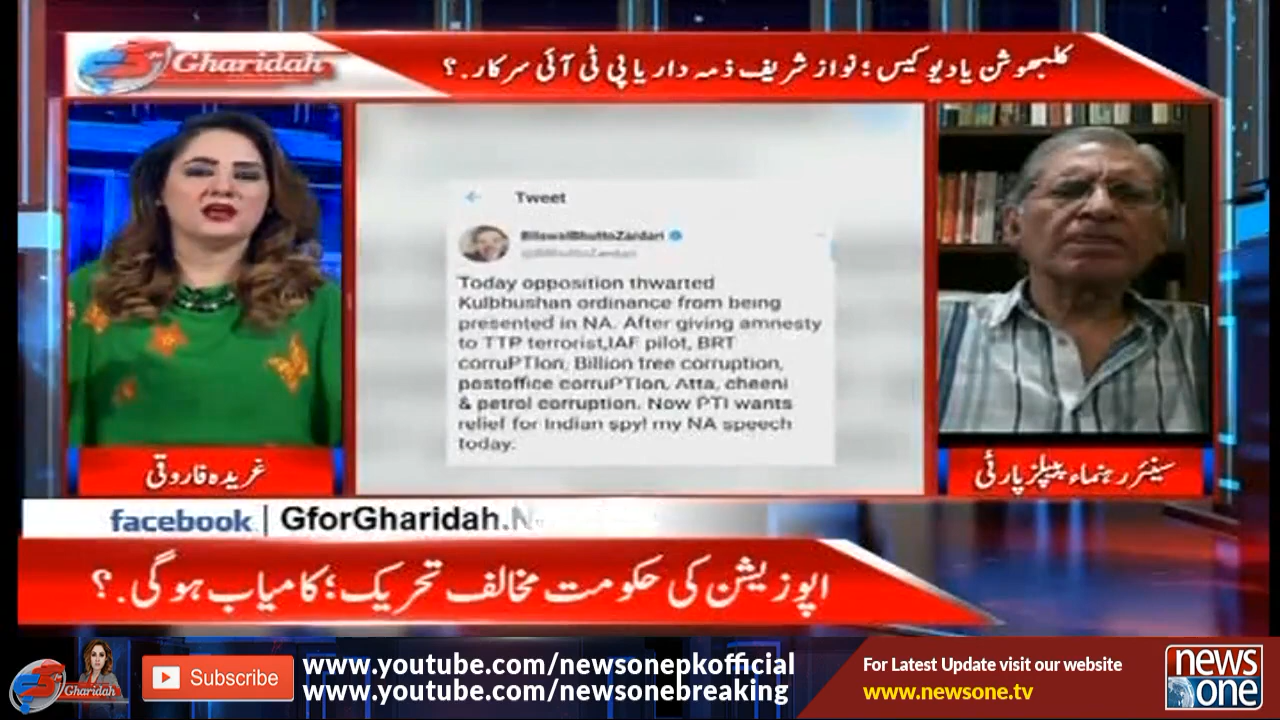 Gharidah
کلبھوشن یادیو کیس؛ نواز شریف ذمہ دار یا پی ٹی آئی سرکار.؟
Tweet
BilawalBhuttoZardari
@BBhuttoZardari
Today opposition thwarted
Kulbhushan ordinance from being
presented in NA. After giving amnesty
to TTP terrorist,IAF pilot, BRT
corruPTIon, Billion tree corruption,
postoffice corruPTIon, Atta, cheeni
& petrol corruption. Now PTI wants
relief for Indian spy! my NA speech
today.
غریدہ فاروقی
سینئر رہنماء پیپلز پارٹی
facebook | GforGharidah.N
اپوزیشن کی حکومت مخالف تحریک؛ کامیاب ہوگی.؟
Gharidah
Subscribe
www.youtube.com/newsonepkofficial
www.youtube.com/newsonebreaking
For Latest Update visit our website
www.newsone.tv
news
one